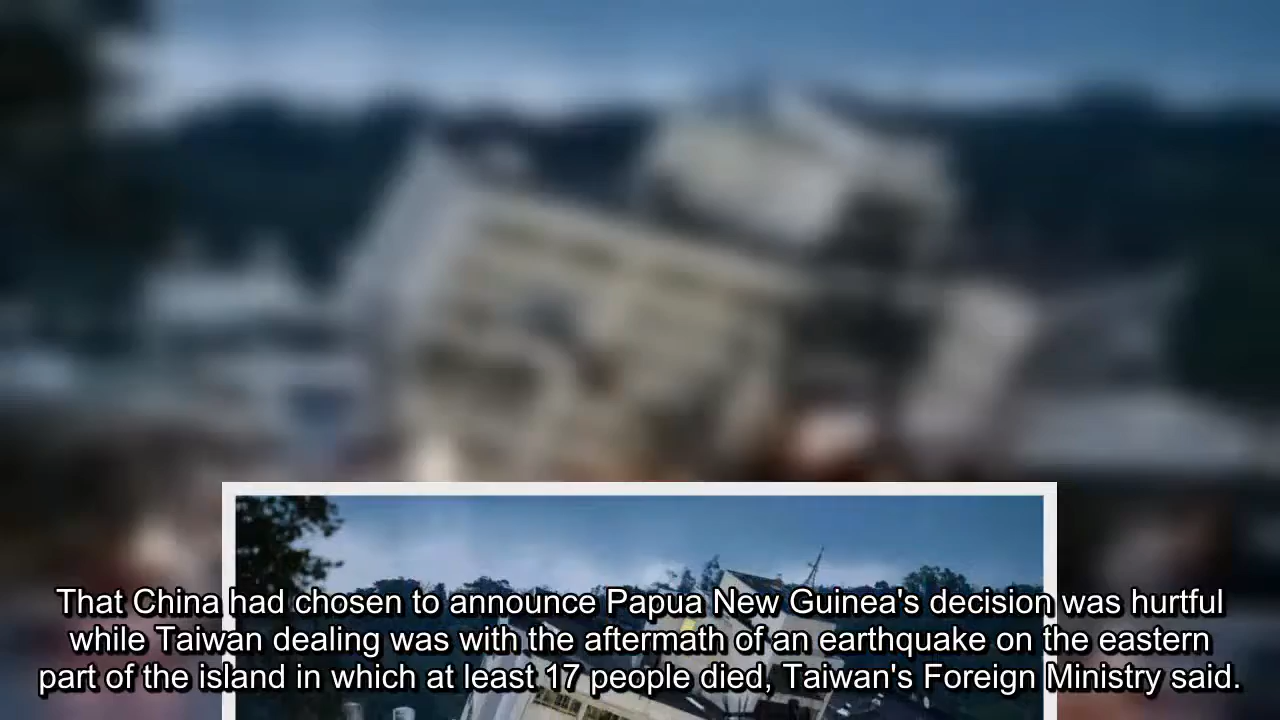 That China had chosen to announce Papua New Guinea's decision was hurtful
while Taiwan dealing was with the aftermath of an earthquake on the eastern
part of the island in which at least 17 people died, Taiwan's Foreign Ministry said.